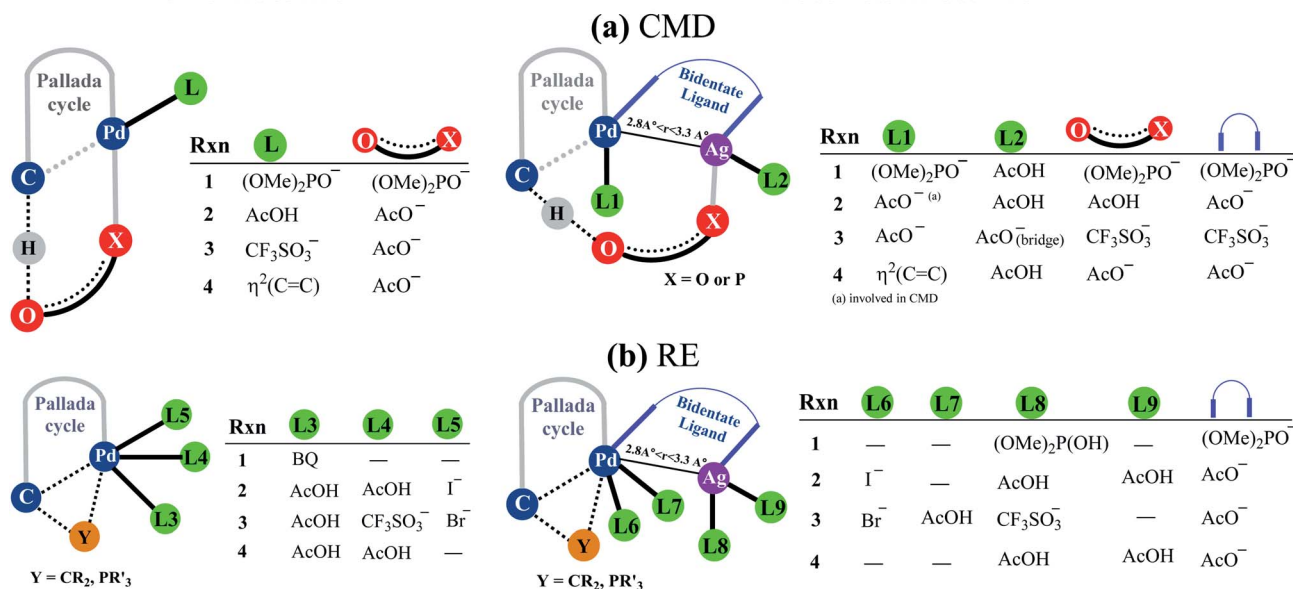 (a) CMD
Pallada
cycle
L
Pd
C
H
X
O
Rxn L O X
1 (OMe)₂PO⁻ (OMe)₂PO⁻
2 AcOH AcO⁻
3 CF₃SO₃⁻ AcO⁻
4 η²(C=C) AcO⁻
Pallada
cycle
Bidentate
Ligand
Pd
2.8A°<r<3.3 A°
Ag
C
L1
L2
H
X
O
X = O or P
Rxn L1 L2 O X
1 (OMe)₂PO⁻ AcOH (OMe)₂PO⁻ (OMe)₂PO⁻
2 AcO⁻ (a) AcOH AcOH AcO⁻
3 AcO⁻ AcO⁻(bridge) CF₃SO₃⁻ CF₃SO₃⁻
4 η²(C=C) AcOH AcO⁻ AcO⁻
(a) involved in CMD
(b) RE
Pallada
cycle
L5
Pd
L4
C
L3
Y
Y = CR₂, PR'₃
Rxn L3 L4 L5
1 BQ — —
2 AcOH AcOH I⁻
3 AcOH CF₃SO₃⁻ Br⁻
4 AcOH AcOH —
Pallada
cycle
Bidentate
Ligand
Pd
2.8A°<r<3.3 A°
Ag
C
L7
L9
L6
Y
L8
Y = CR₂, PR'₃
Rxn L6 L7 L8 L9
1 — — (OMe)₂P(OH) — (OMe)₂PO⁻
2 I⁻ — AcOH AcOH AcO⁻
3 Br⁻ AcOH CF₃SO₃⁻ — AcO⁻
4 — — AcOH AcOH AcO⁻